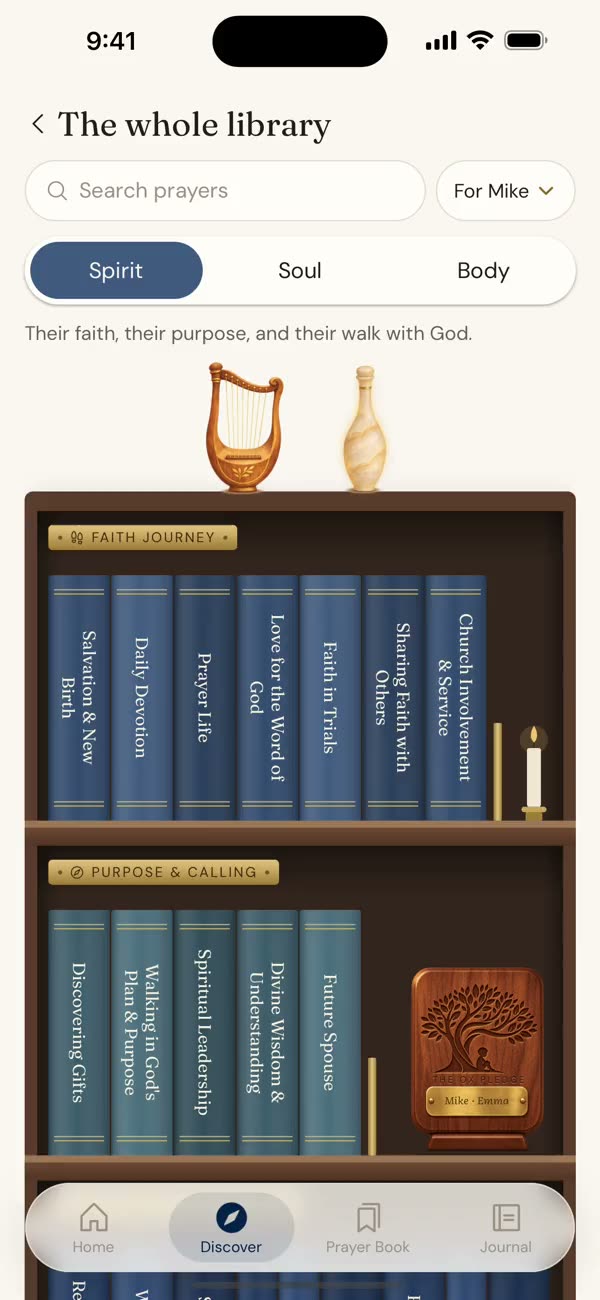 9:41
The whole library
Search prayers
For Mike
Spirit
Soul
Body
Their faith, their purpose, and their walk with God.
FAITH JOURNEY
Salvation & New
Birth
Daily Devotion
Prayer Life
Love for the Word of
God
Faith in Trials
Sharing Faith with
Others
Church Involvement
& Service
PURPOSE & CALLING
Discovering Gifts
Walking in God's
Plan & Purpose
Spiritual Leadership
Divine Wisdom &
Understanding
Future Spouse
PLEDGE
Mike · Emma
Home
Discover
Prayer Book
Journal